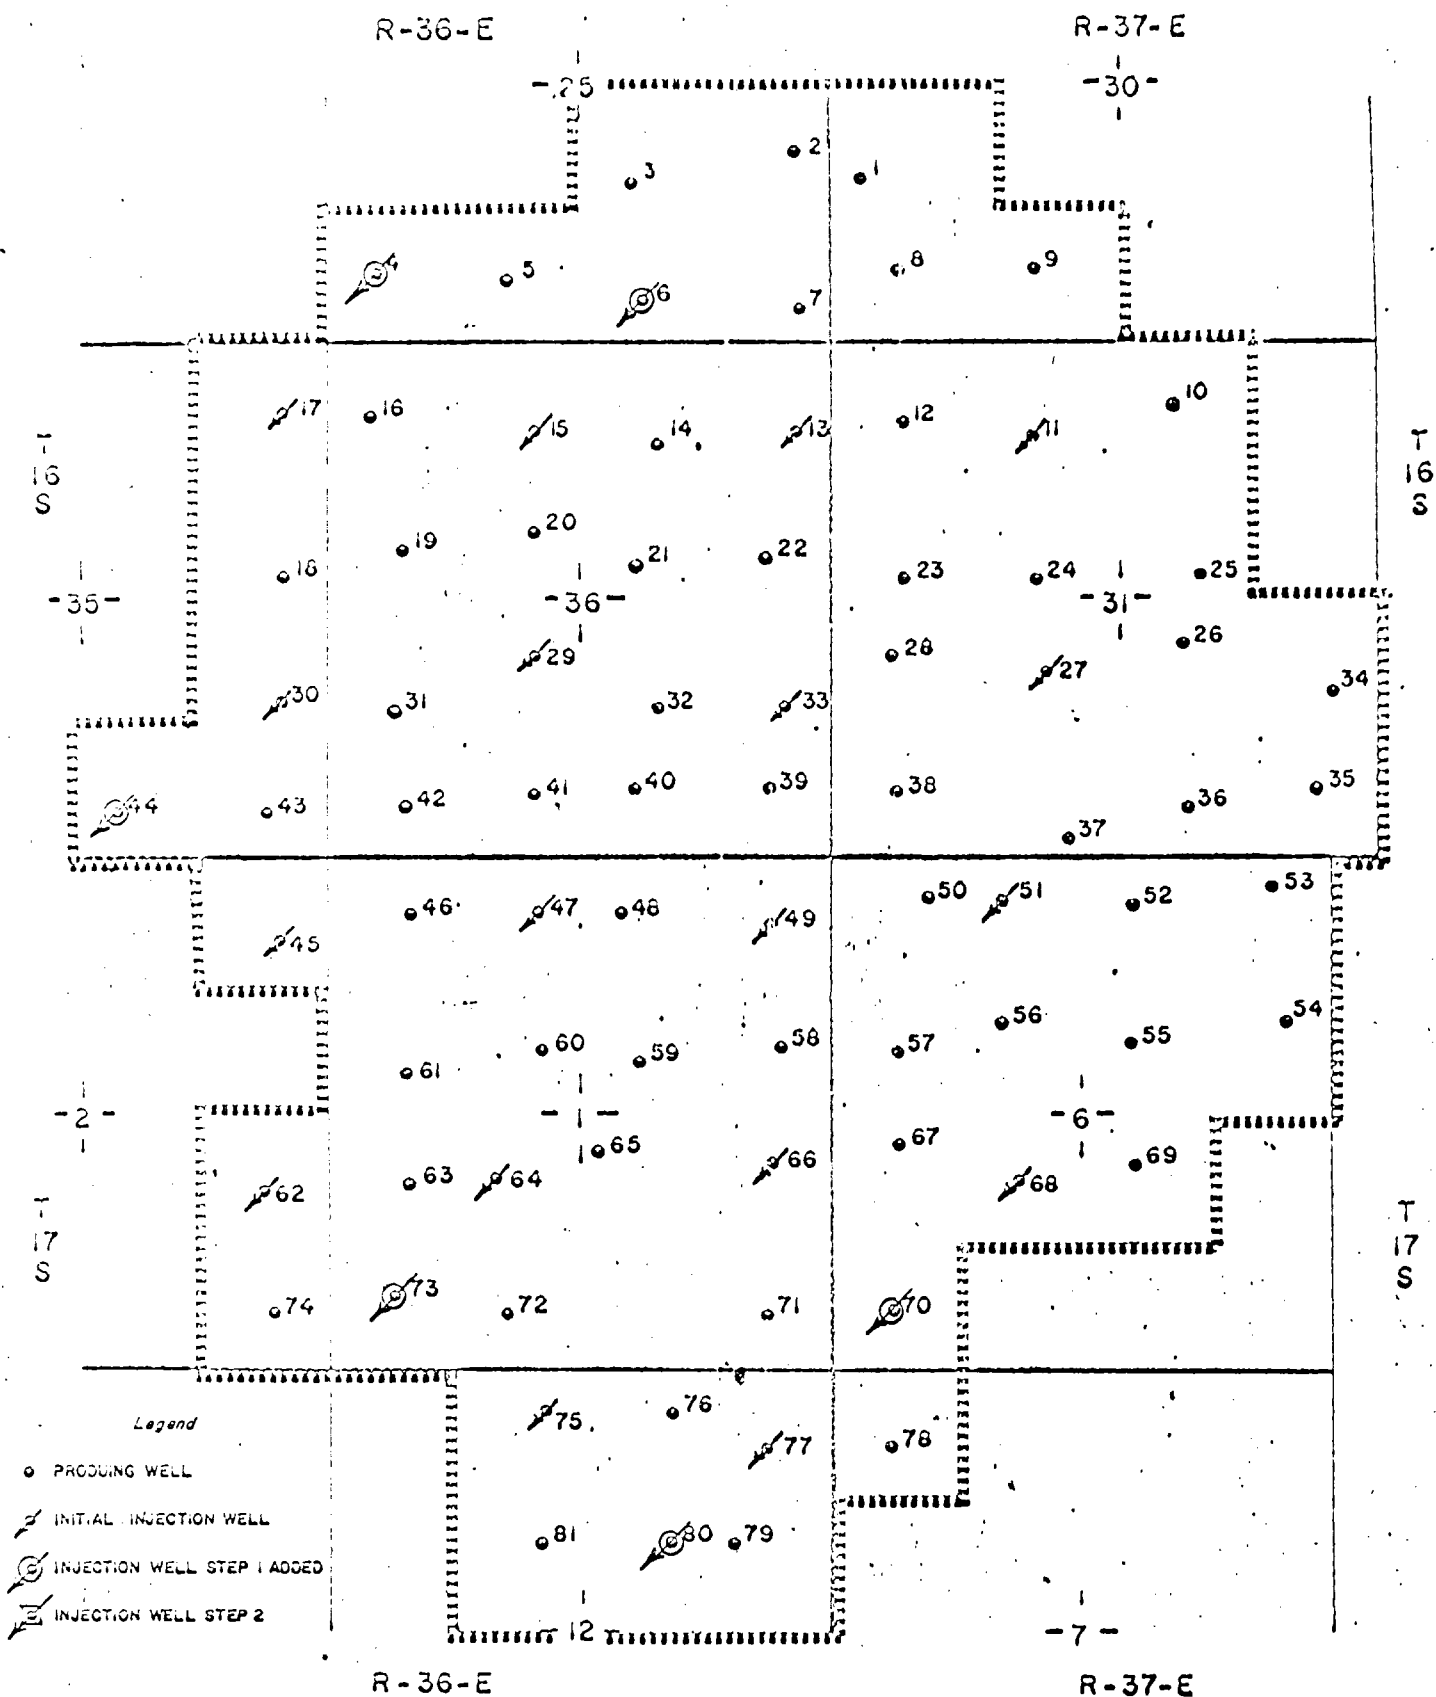 R-36-E R-37-E
-25 -30-
2
3 1
4 5 8 9
6 7
10
17 16 15 14 13 12 11
T 16 S T 16 S
20
19 21 22
18 23 24 25
-35- -36- -31-
26
29 28 27
30 31 32 33 34
44 43 42 41 40 39 38 36 35
37
53
46 47 48 49 50 51 52
45
56 54
60 59 58 57 55
61
-2- -1- -6-
65 67
63 64 66 68 69
62
T 17 S T 17 S
74 73 72 71 70
Legend
75 76
77 78
PRODUING WELL
INITIAL INJECTION WELL
81 80 79
INJECTION WELL STEP 1 ADDED
INJECTION WELL STEP 2
12 -7-
R-36-E R-37-E